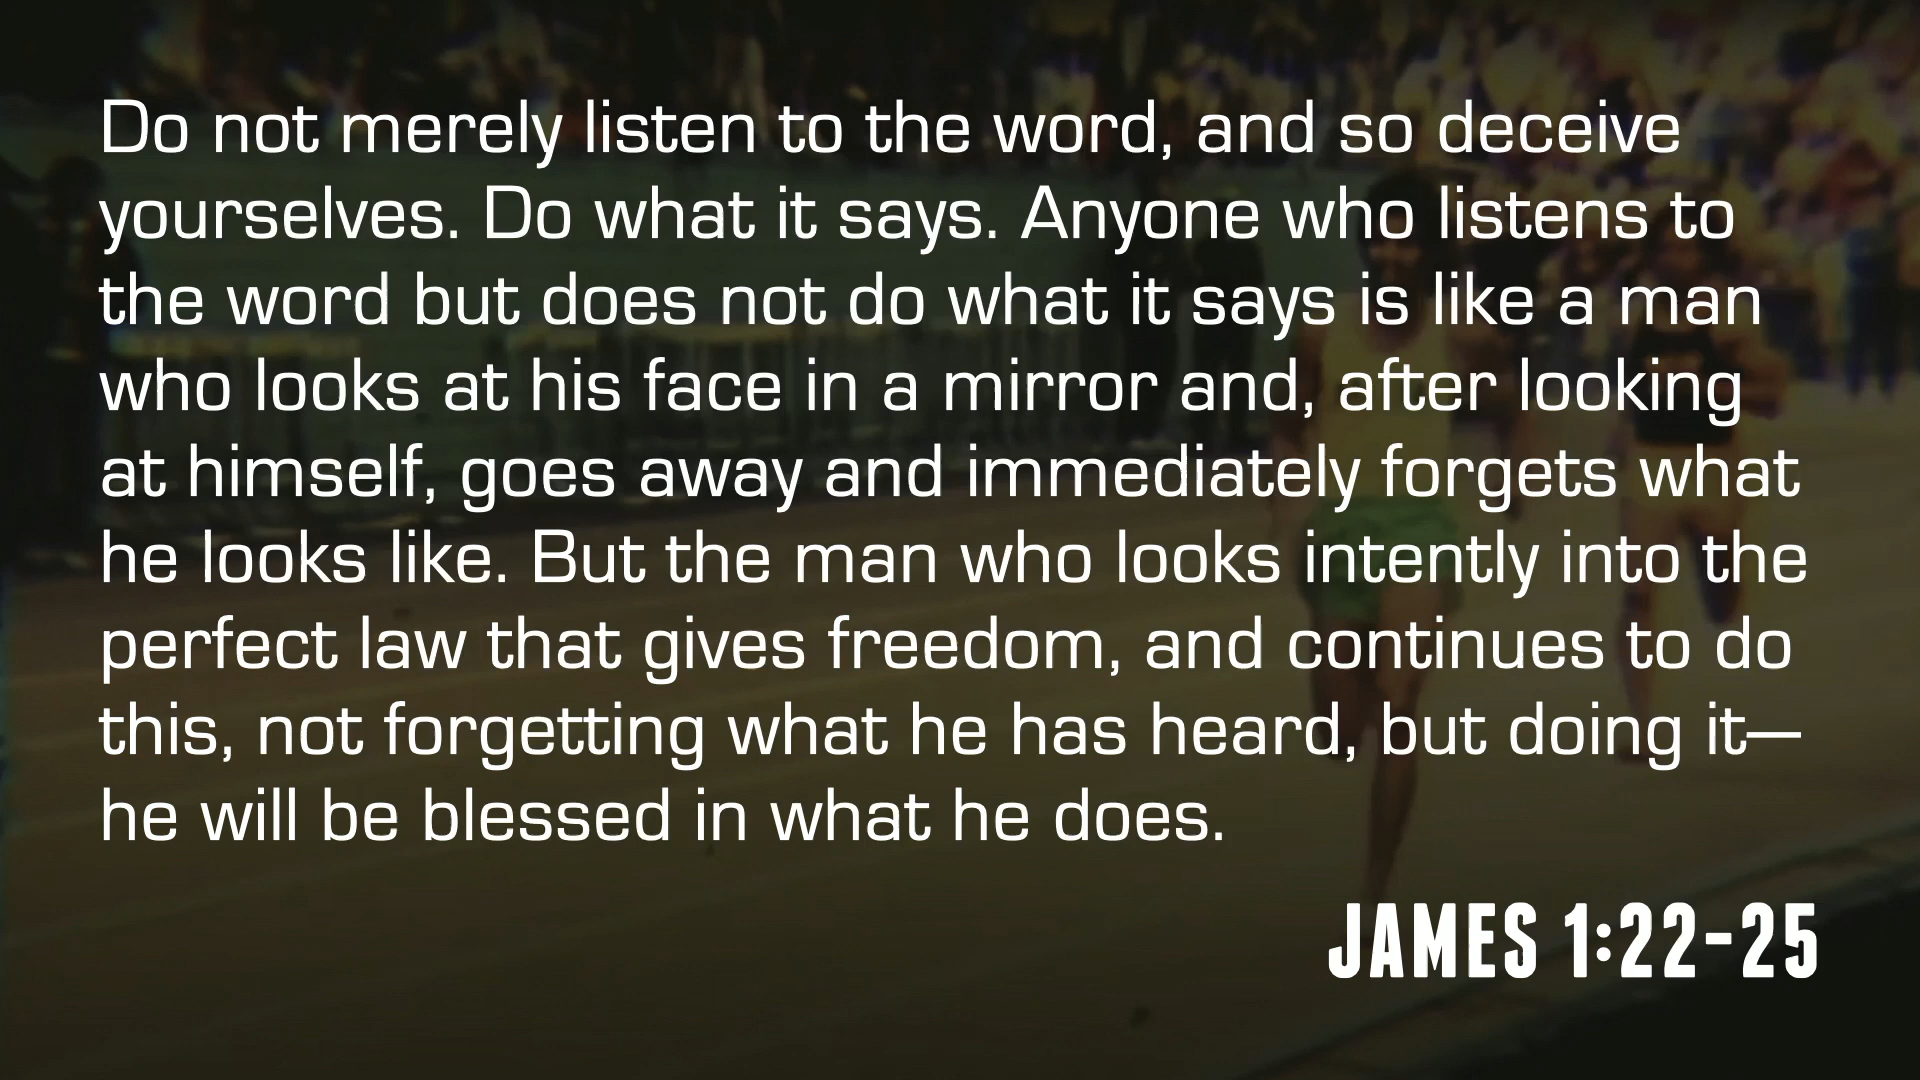 Do not merely listen to the word, and so deceive
yourselves. Do what it says. Anyone who listens to
the word but does not do what it says is like a man
who looks at his face in a mirror and, after looking
at himself, goes away and immediately forgets what
he looks like. But the man who looks intently into the
perfect law that gives freedom, and continues to do
this, not forgetting what he has heard, but doing it—
he will be blessed in what he does.
JAMES 1:22-25